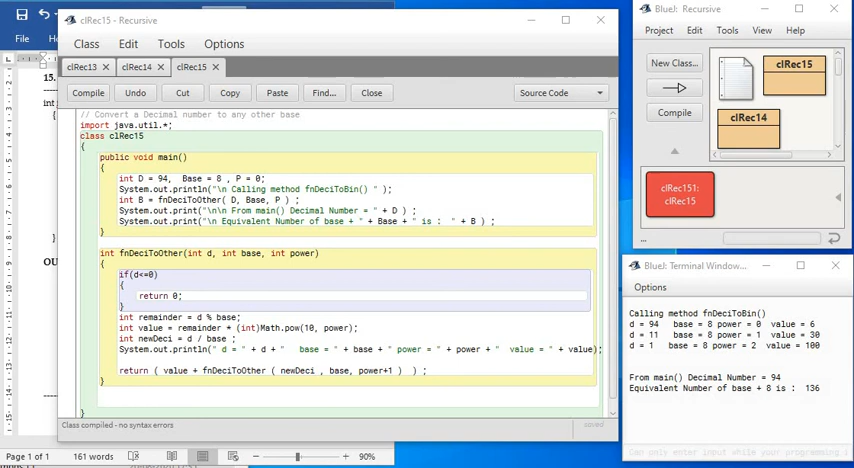 File
15.
clRec15 - Recursive
Class Edit Tools Options
clRec13 clRec14 clRec15
Compile Undo Cut Copy Paste Find... Close Source Code
// Convert a Decimal number to any other base
import java.util.*;
class clRec15
{
public void main()
{
int D = 94, Base = 8 , P = 0;
System.out.println("\n Calling method fnDeciToBin() " );
int B = fnDeciToOther( D, Base, P ) ;
System.out.print("\n\n From main() Decimal Number = " + D ) ;
System.out.print("\n Equivalent Number of base + " + Base + " is : " + B ) ;
}
int fnDeciToOther(int d, int base, int power)
{
if(d<=0)
{
return 0;
}
int remainder = d % base;
int value = remainder * (int)Math.pow(10, power);
int newDeci = d / base ;
System.out.println(" d = " + d + " base = " + base + " power = " + power + " value = " + value);
return ( value + fnDeciToOther ( newDeci , base, power+1 ) ) ;
}
}
Class compiled - no syntax errors
saved
Page 1 of 1 161 words 90%
BlueJ: Recursive
Project Edit Tools View Help
New Class...
Compile
clRec15
clRec14
clRec151:
clRec15
...
BlueJ: Terminal Window...
Options
Calling method fnDeciToBin()
d = 94 base = 8 power = 0 value = 6
d = 11 base = 8 power = 1 value = 30
d = 1 base = 8 power = 2 value = 100
From main() Decimal Number = 94
Equivalent Number of base + 8 is : 136
Can only enter input while your programming i